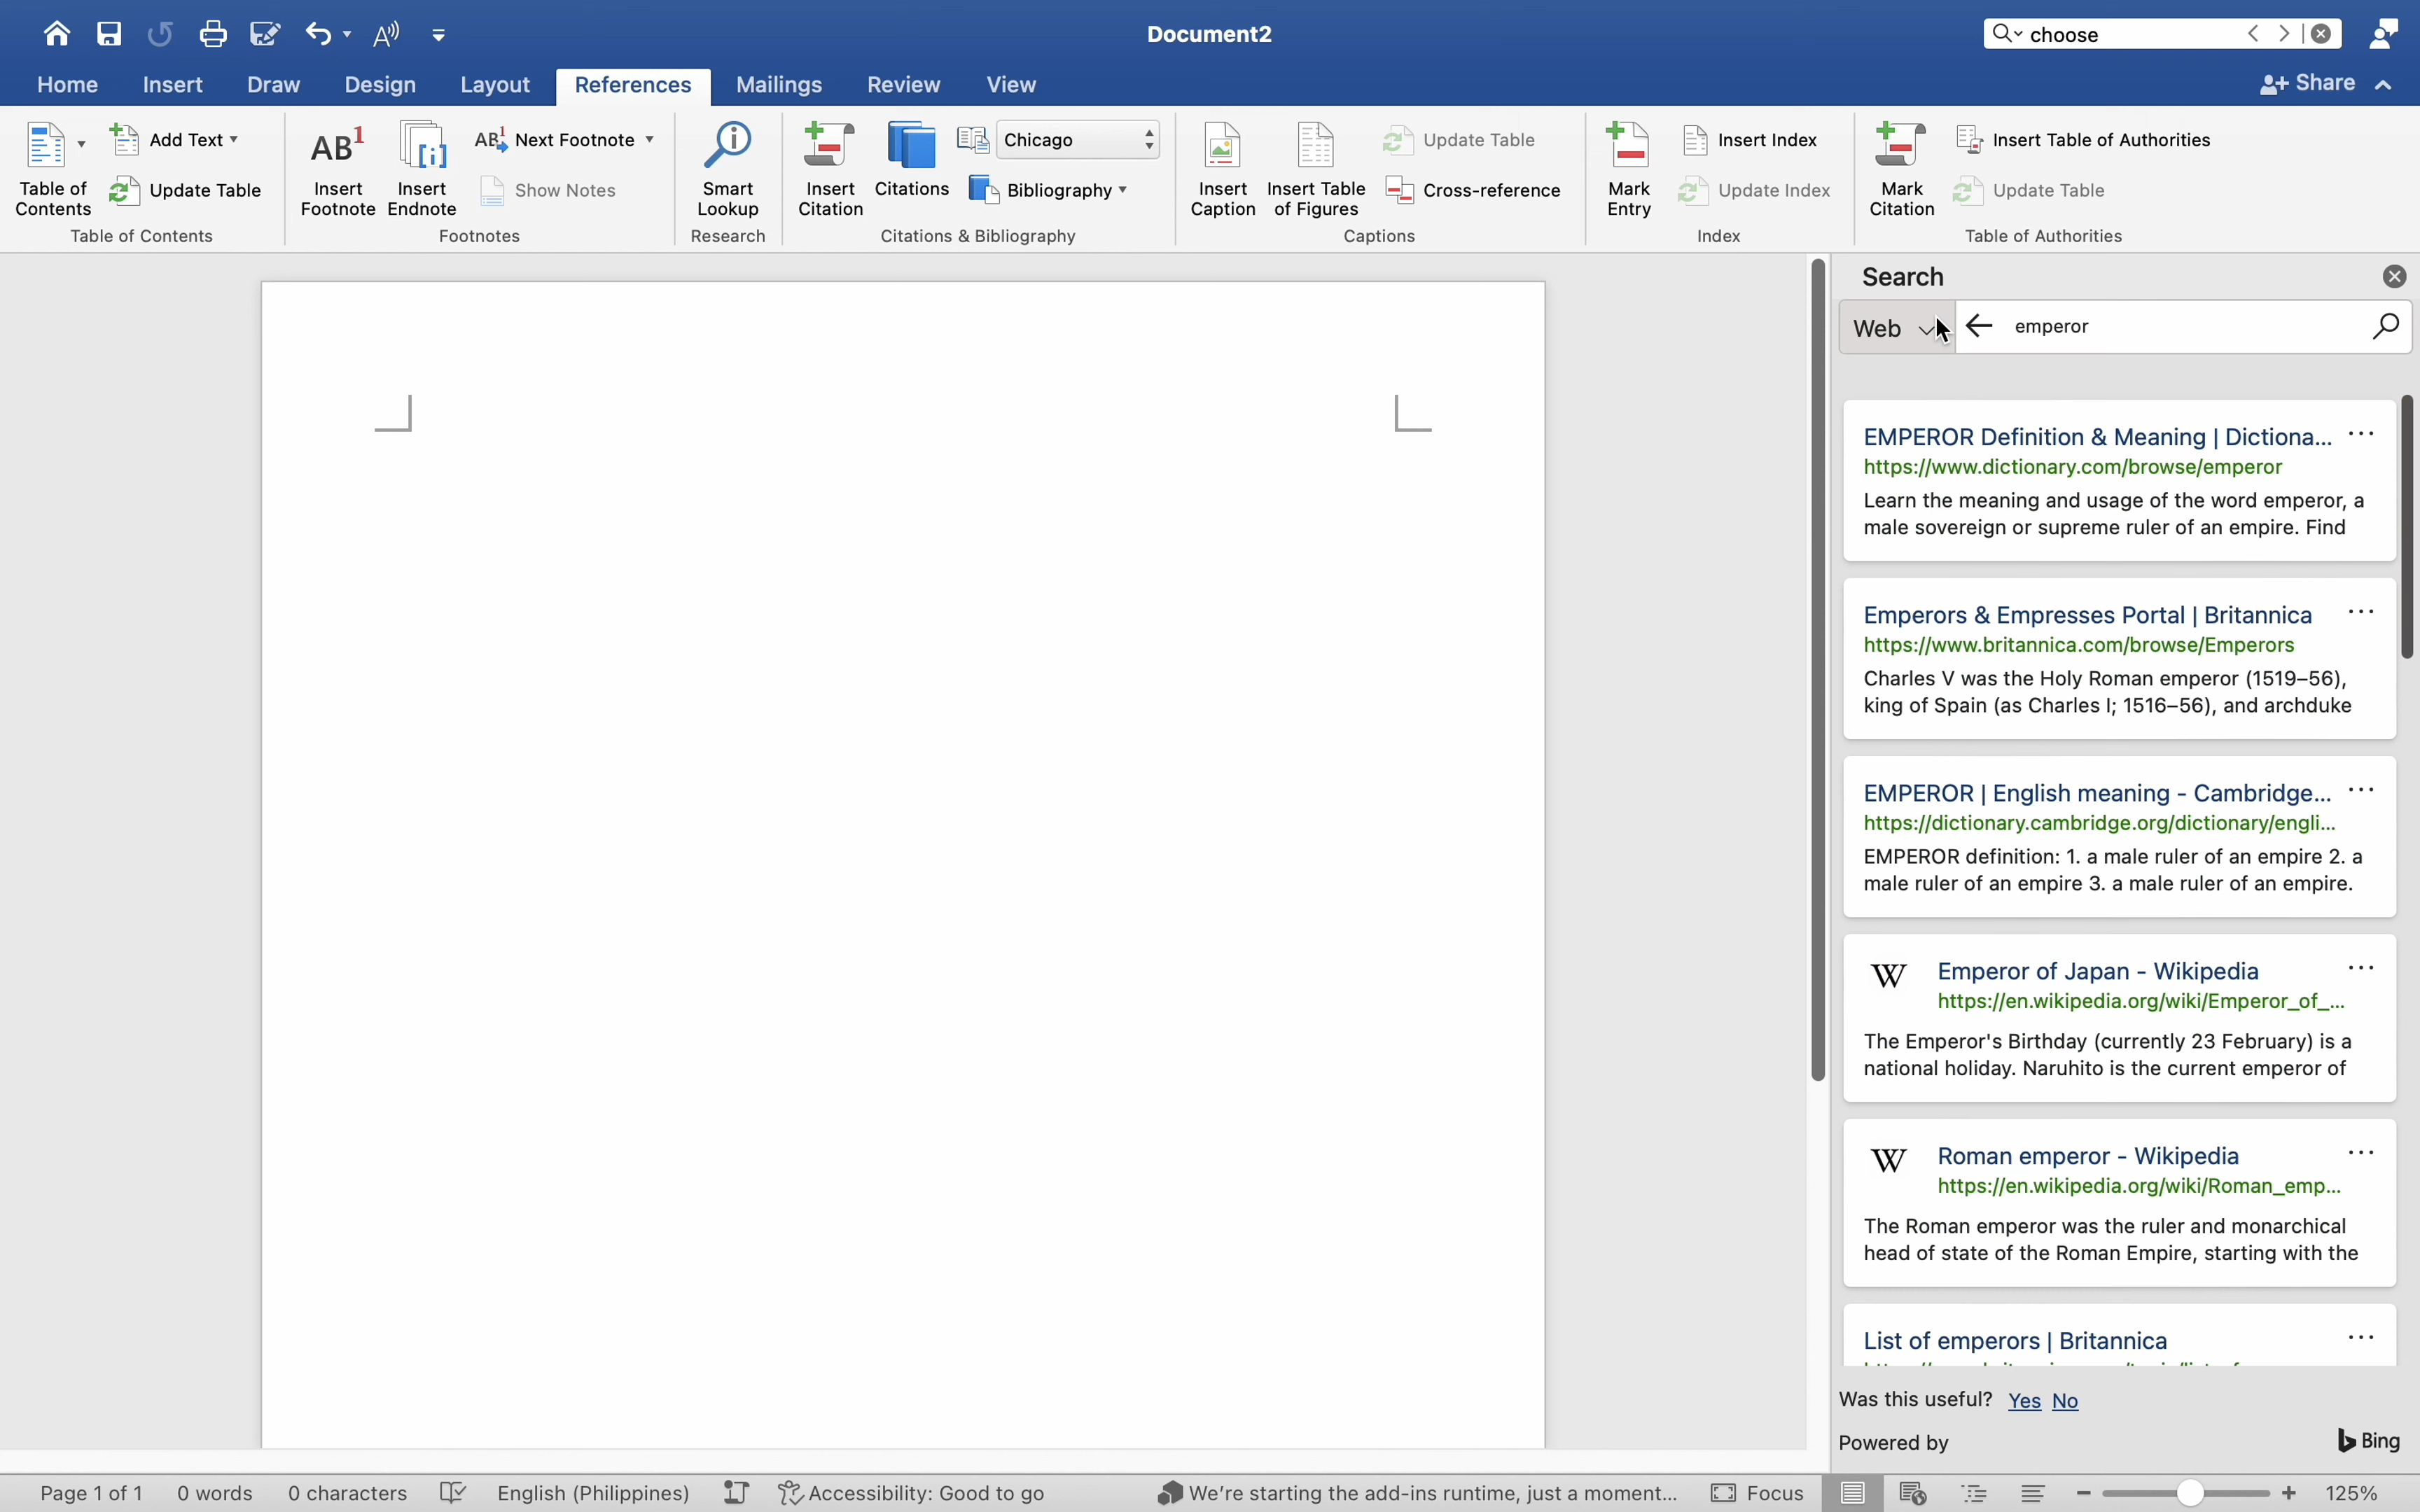 Document2
choose
Home Insert Draw Design Layout References Mailings Review View
Share
Table of Contents
Add Text
Update Table
Table of Contents
AB1
Insert Footnote
Insert Endnote
AB1 Next Footnote
Show Notes
Footnotes
Smart Lookup
Research
Insert Citation
Citations
Chicago
Bibliography
Citations & Bibliography
Insert Caption
Insert Table of Figures
Update Table
Cross-reference
Captions
Mark Entry
Insert Index
Update Index
Index
Mark Citation
Insert Table of Authorities
Update Table
Table of Authorities
Search
Web
emperor
EMPEROR Definition & Meaning | Dictiona...
https://www.dictionary.com/browse/emperor
Learn the meaning and usage of the word emperor, a
male sovereign or supreme ruler of an empire. Find
Emperors & Empresses Portal | Britannica
https://www.britannica.com/browse/Emperors
Charles V was the Holy Roman emperor (1519–56),
king of Spain (as Charles I; 1516–56), and archduke
EMPEROR | English meaning - Cambridge...
https://dictionary.cambridge.org/dictionary/engli...
EMPEROR definition: 1. a male ruler of an empire 2. a
male ruler of an empire 3. a male ruler of an empire.
W Emperor of Japan - Wikipedia
https://en.wikipedia.org/wiki/Emperor_of_...
The Emperor's Birthday (currently 23 February) is a
national holiday. Naruhito is the current emperor of
W Roman emperor - Wikipedia
https://en.wikipedia.org/wiki/Roman_emp...
The Roman emperor was the ruler and monarchical
head of state of the Roman Empire, starting with the
List of emperors | Britannica
Was this useful? Yes No
Powered by
Bing
Page 1 of 1 0 words 0 characters English (Philippines) Accessibility: Good to go We're starting the add-ins runtime, just a moment... Focus 125%